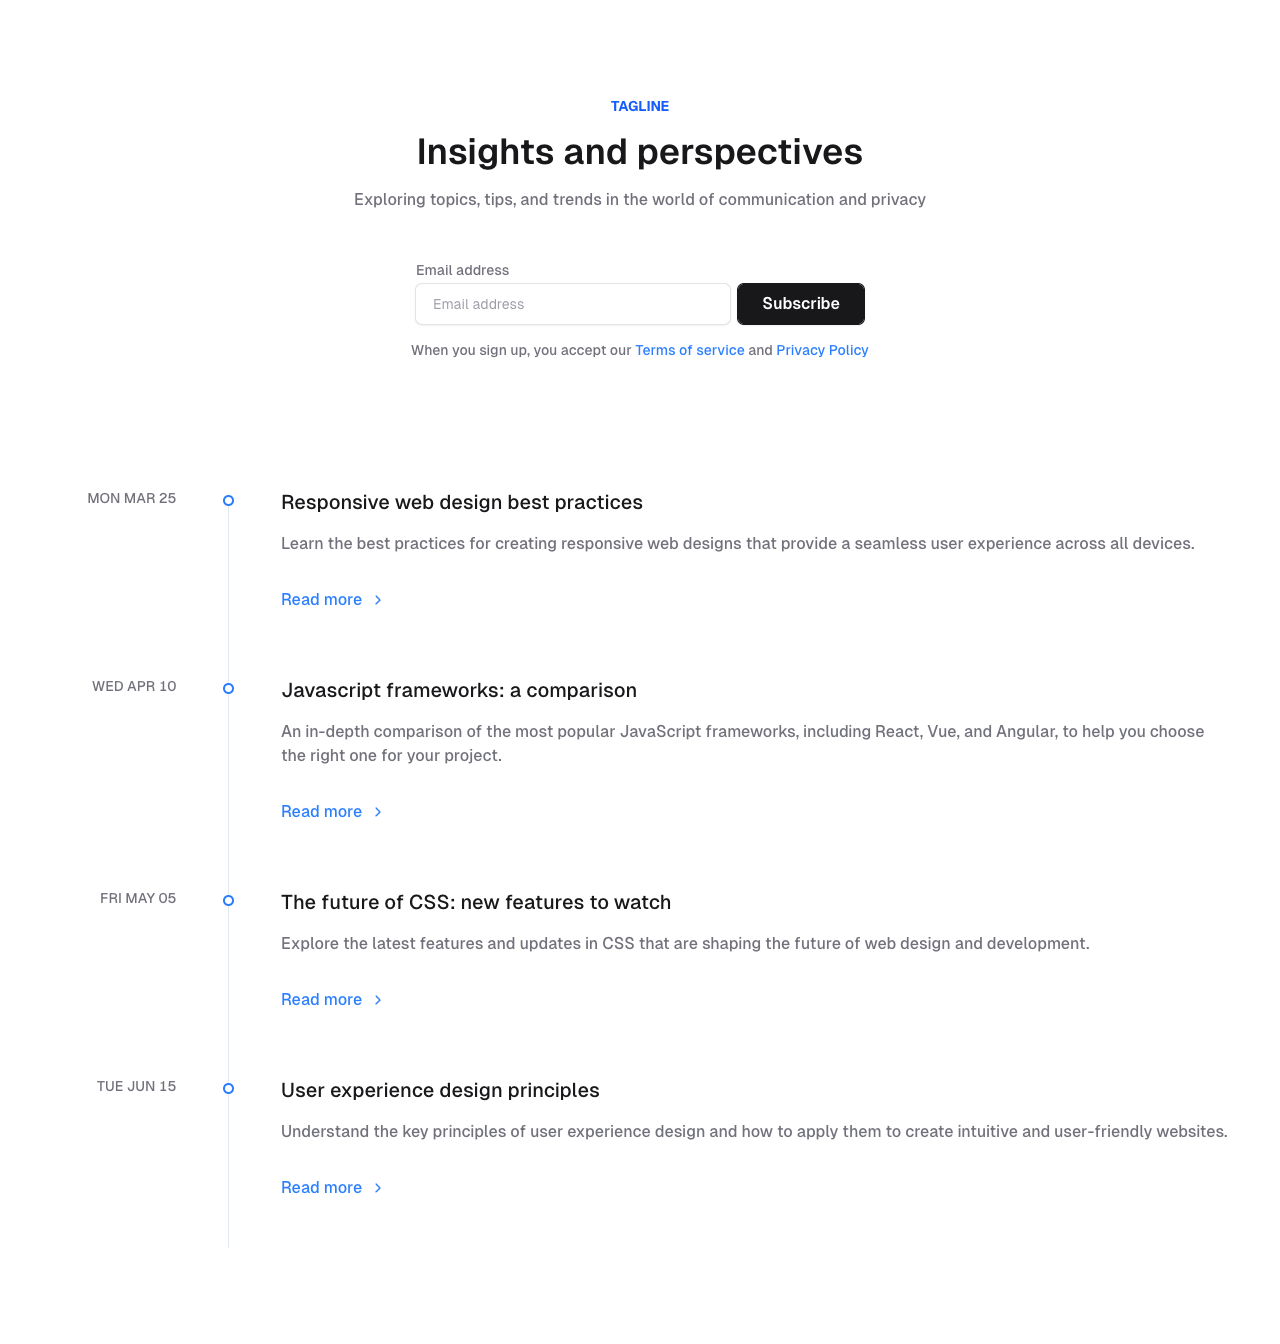 TAGLINE
Insights and perspectives
Exploring topics, tips, and trends in the world of communication and privacy
Email address
Email address
Subscribe
When you sign up, you accept our Terms of service and Privacy Policy
MON MAR 25
Responsive web design best practices
Learn the best practices for creating responsive web designs that provide a seamless user experience across all devices.
Read more
WED APR 10
Javascript frameworks: a comparison
An in-depth comparison of the most popular JavaScript frameworks, including React, Vue, and Angular, to help you choose
the right one for your project.
Read more
FRI MAY 05
The future of CSS: new features to watch
Explore the latest features and updates in CSS that are shaping the future of web design and development.
Read more
TUE JUN 15
User experience design principles
Understand the key principles of user experience design and how to apply them to create intuitive and user-friendly websites.
Read more